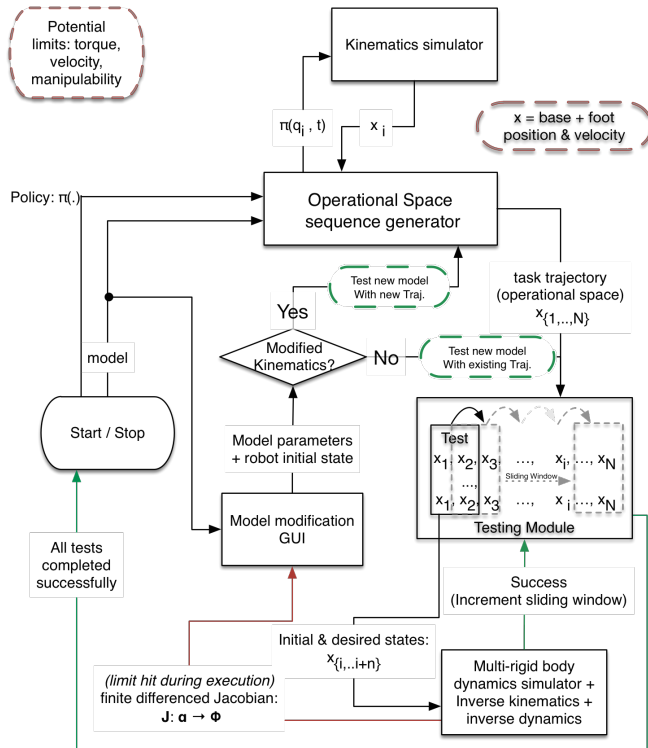 Potential
limits: torque,
velocity,
manipulability
Kinematics simulator
π(q_i , t)
x_i
x = base + foot
position & velocity
Policy: π(.)
Operational Space
sequence generator
Test new model
With new Traj.
task trajectory
(operational space)
x_{1,..,N}
Yes
Modified
Kinematics?
No
Test new model
With existing Traj.
model
Start / Stop
Model parameters
+ robot initial state
Test
x_1, x_2, x_3 ..., x_i, ..., x_N
..., Sliding Window
x_1, x_2, x_3 ... x_i ..., x_N
Testing Module
Model modification
GUI
All tests
completed
successfully
Success
(Increment sliding window)
Initial & desired states:
x_{i,..i+n}
(limit hit during execution)
finite differenced Jacobian:
J: α → Φ
Multi-rigid body
dynamics simulator +
Inverse kinematics +
inverse dynamics